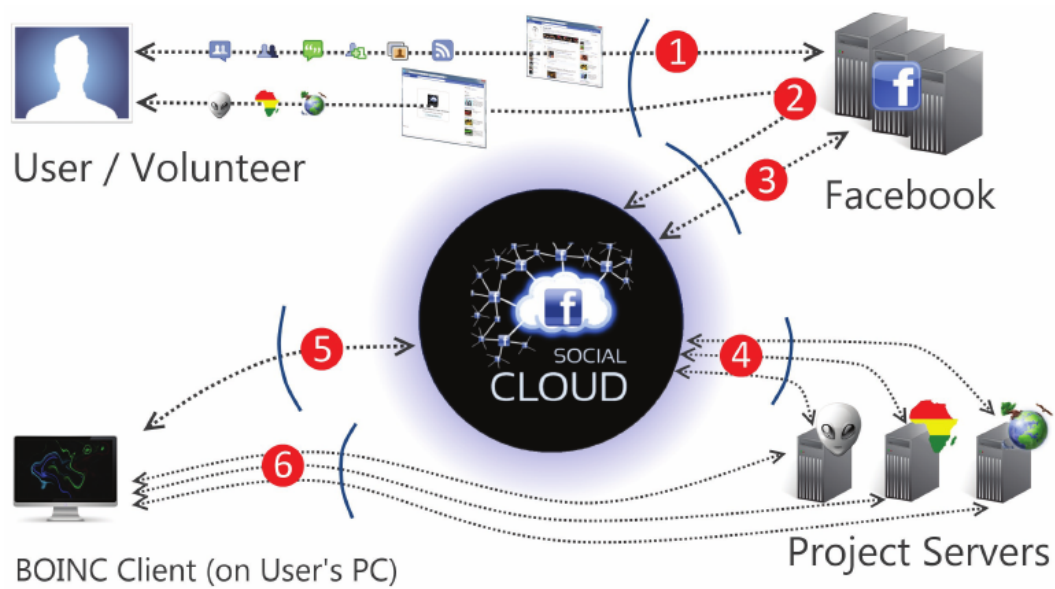 1
2
User / Volunteer
3
Facebook
SOCIAL
CLOUD
5
4
6
Project Servers
BOINC Client (on User's PC)